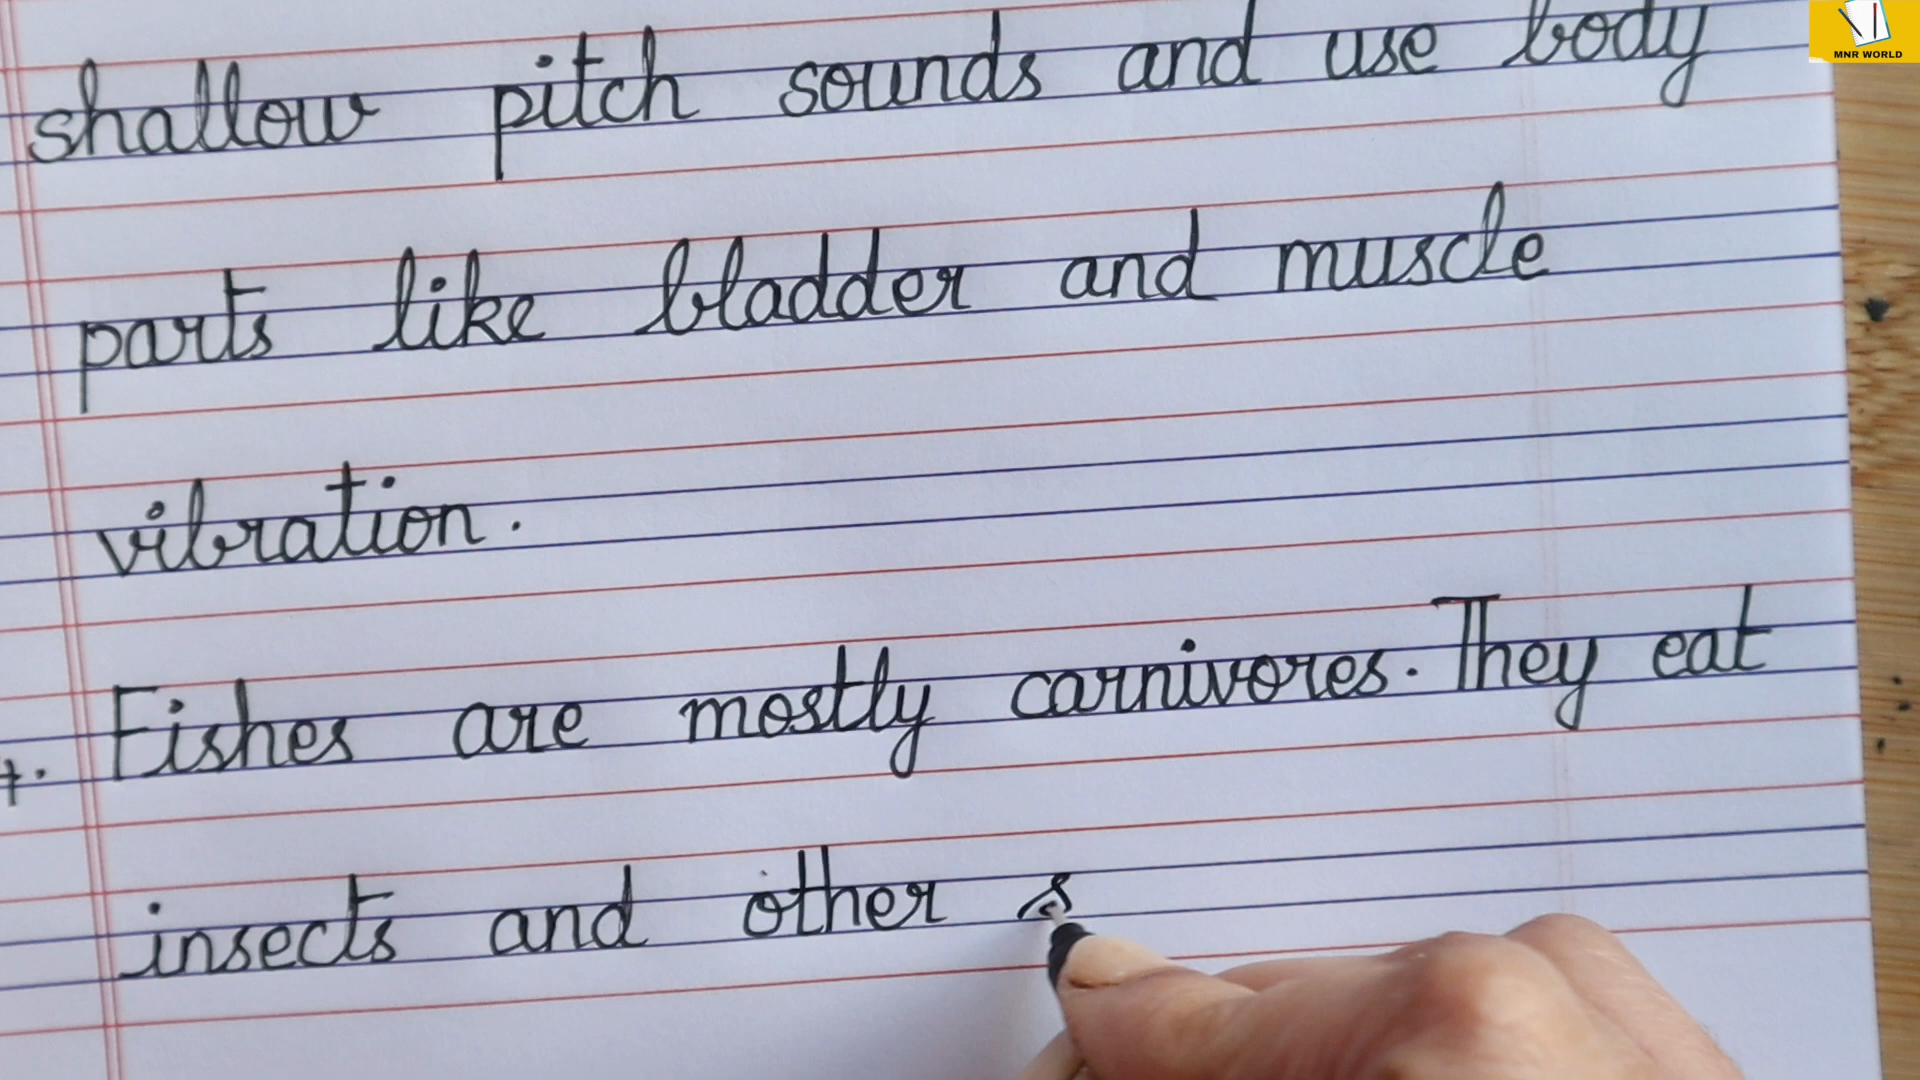 MNR WORLD
shallow pitch sounds and use body
parts like bladder and muscle
vibration.
7. Fishes are mostly carnivores. They eat
insects and other s